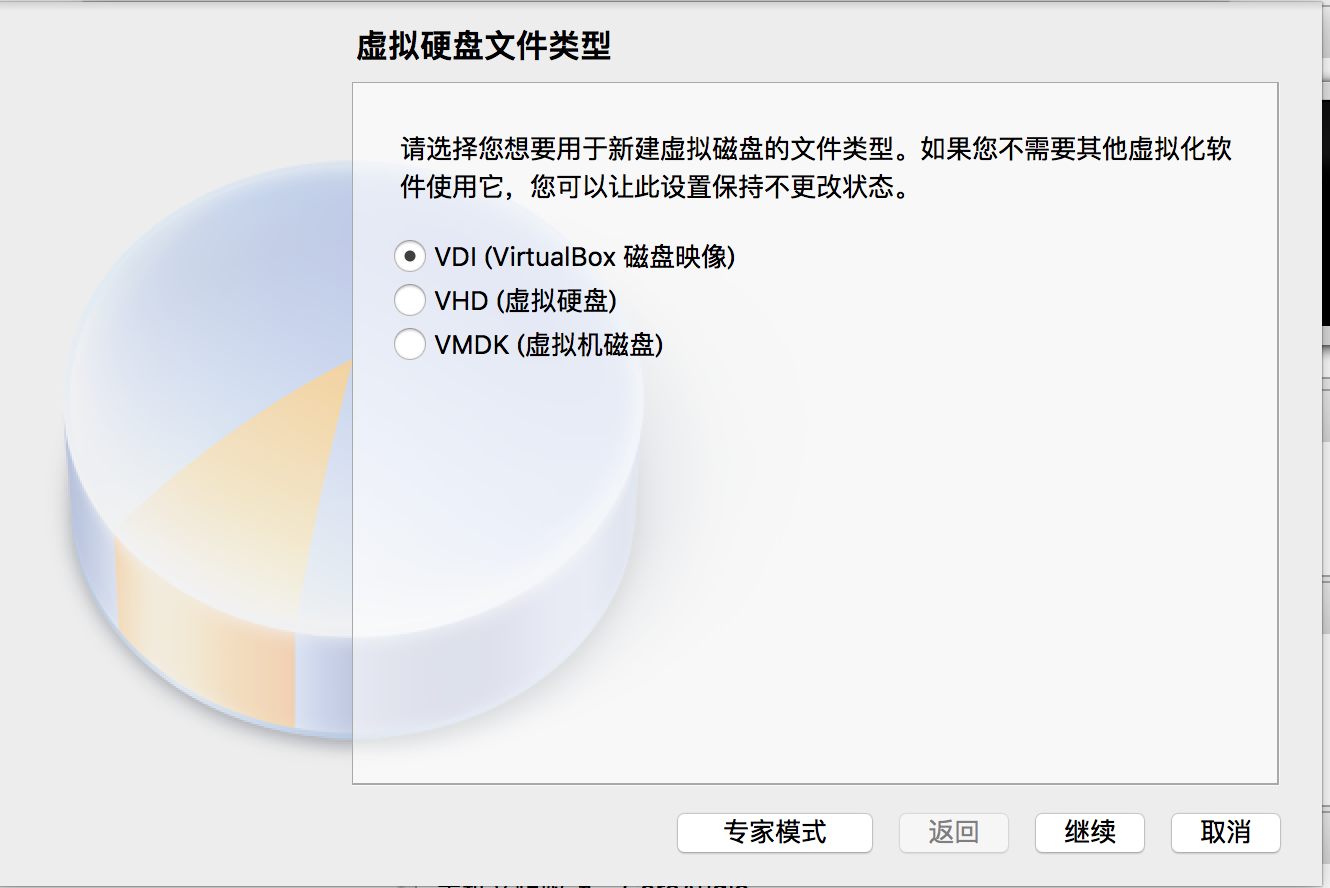 虚拟硬盘文件类型
请选择您想要用于新建虚拟磁盘的文件类型。如果您不需要其他虚拟化软
件使用它，您可以让此设置保持不更改状态。
VDI (VirtualBox 磁盘映像)
VHD (虚拟硬盘)
VMDK (虚拟机磁盘)
专家模式
返回
继续
取消